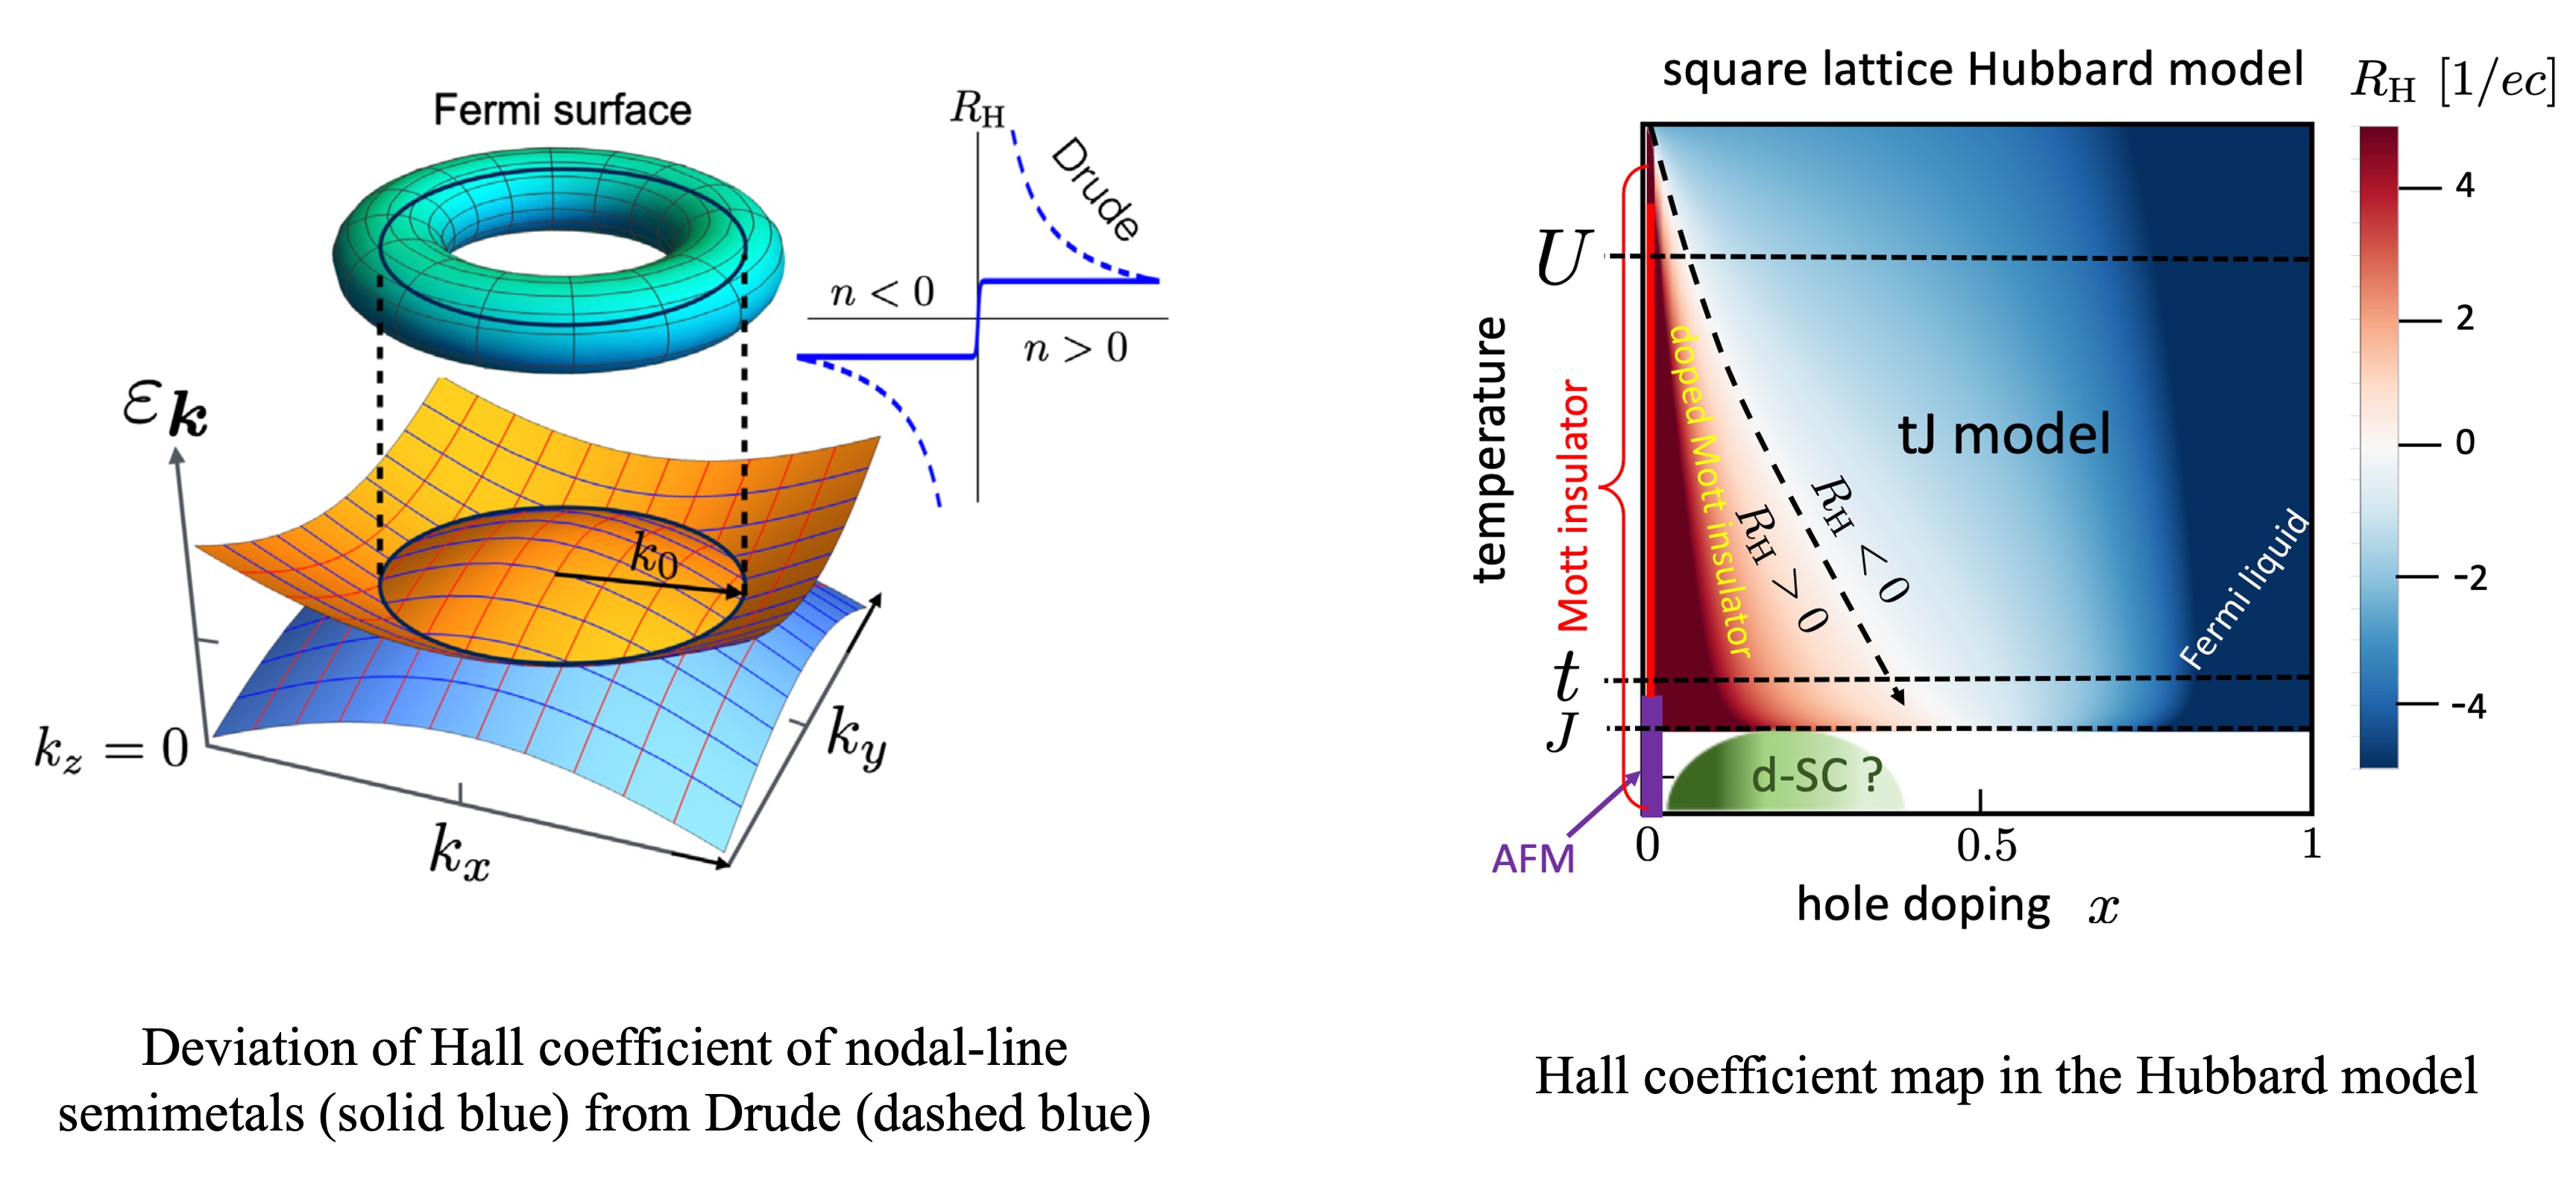 Fermi surface
R_H
Drude
n < 0
n > 0
ε_k
k_0
k_z = 0
k_x
k_y
Deviation of Hall coefficient of nodal-line
semimetals (solid blue) from Drude (dashed blue)
square lattice Hubbard model
R_H [1/ec]
4
2
0
-2
-4
U
t
J
temperature
Mott insulator
doped Mott insulator
R_H > 0
R_H < 0
tJ model
Fermi liquid
d-SC ?
AFM
0
0.5
1
hole doping x
Hall coefficient map in the Hubbard model